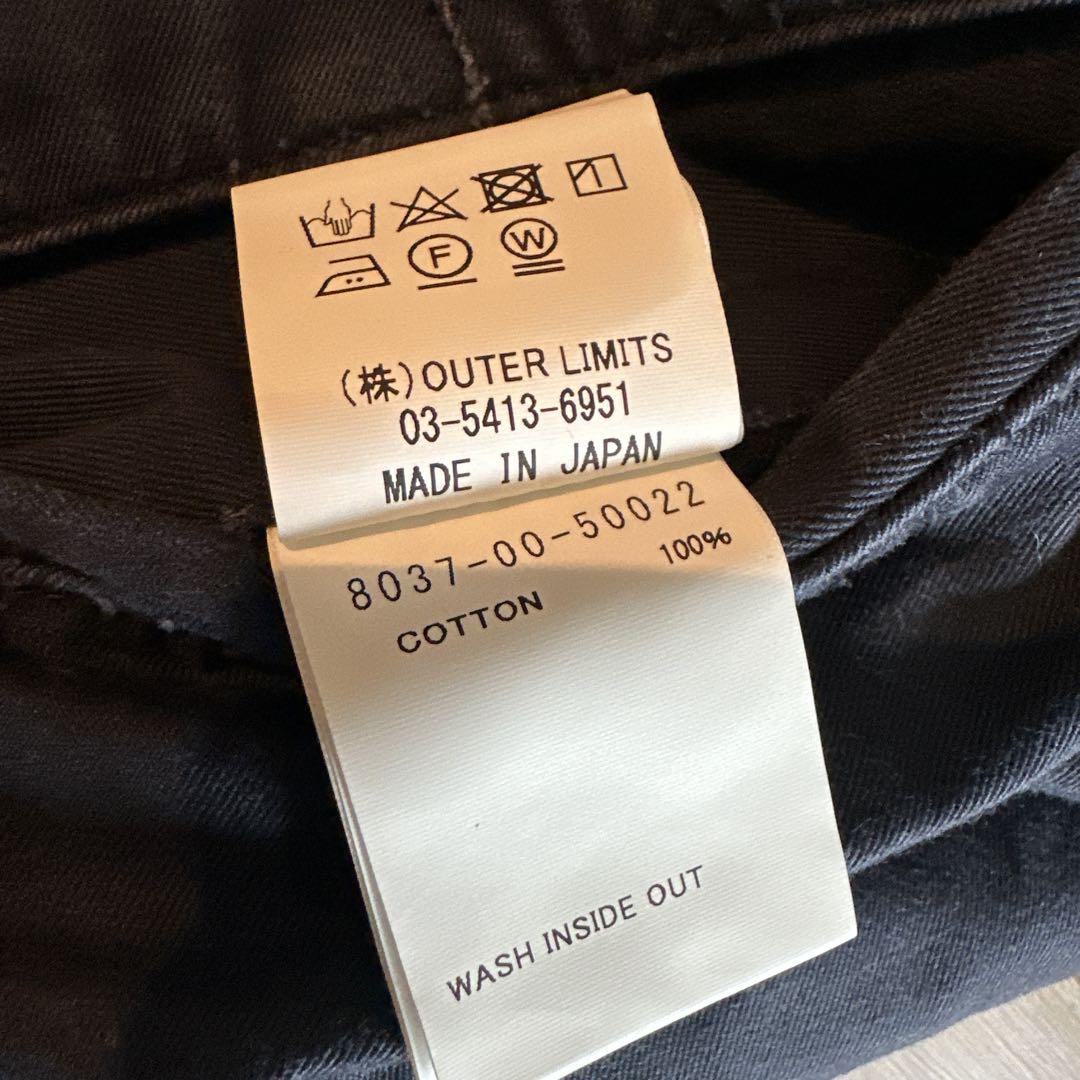 F W
(株)OUTER LIMITS
03-5413-6951
MADE IN JAPAN
8037-00-50022
COTTON 100%
WASH INSIDE OUT